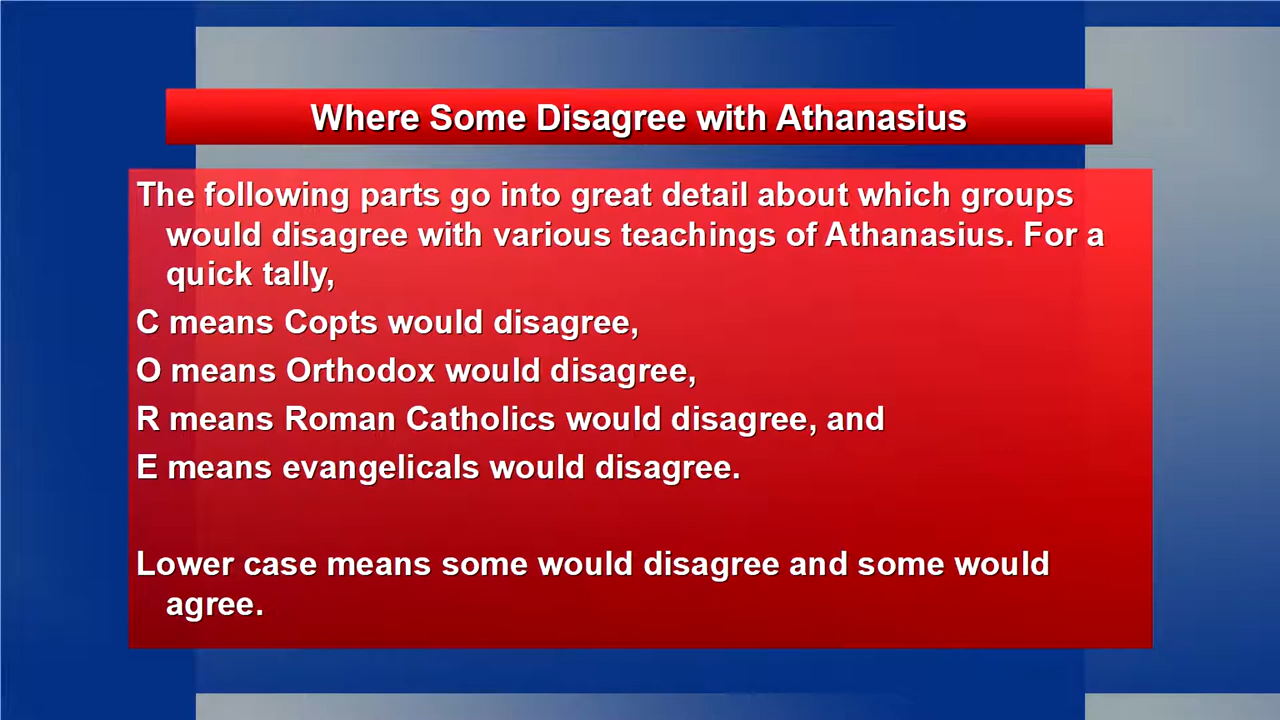 Where Some Disagree with Athanasius
The following parts go into great detail about which groups
would disagree with various teachings of Athanasius. For a
quick tally,
C means Copts would disagree,
O means Orthodox would disagree,
R means Roman Catholics would disagree, and
E means evangelicals would disagree.
Lower case means some would disagree and some would
agree.